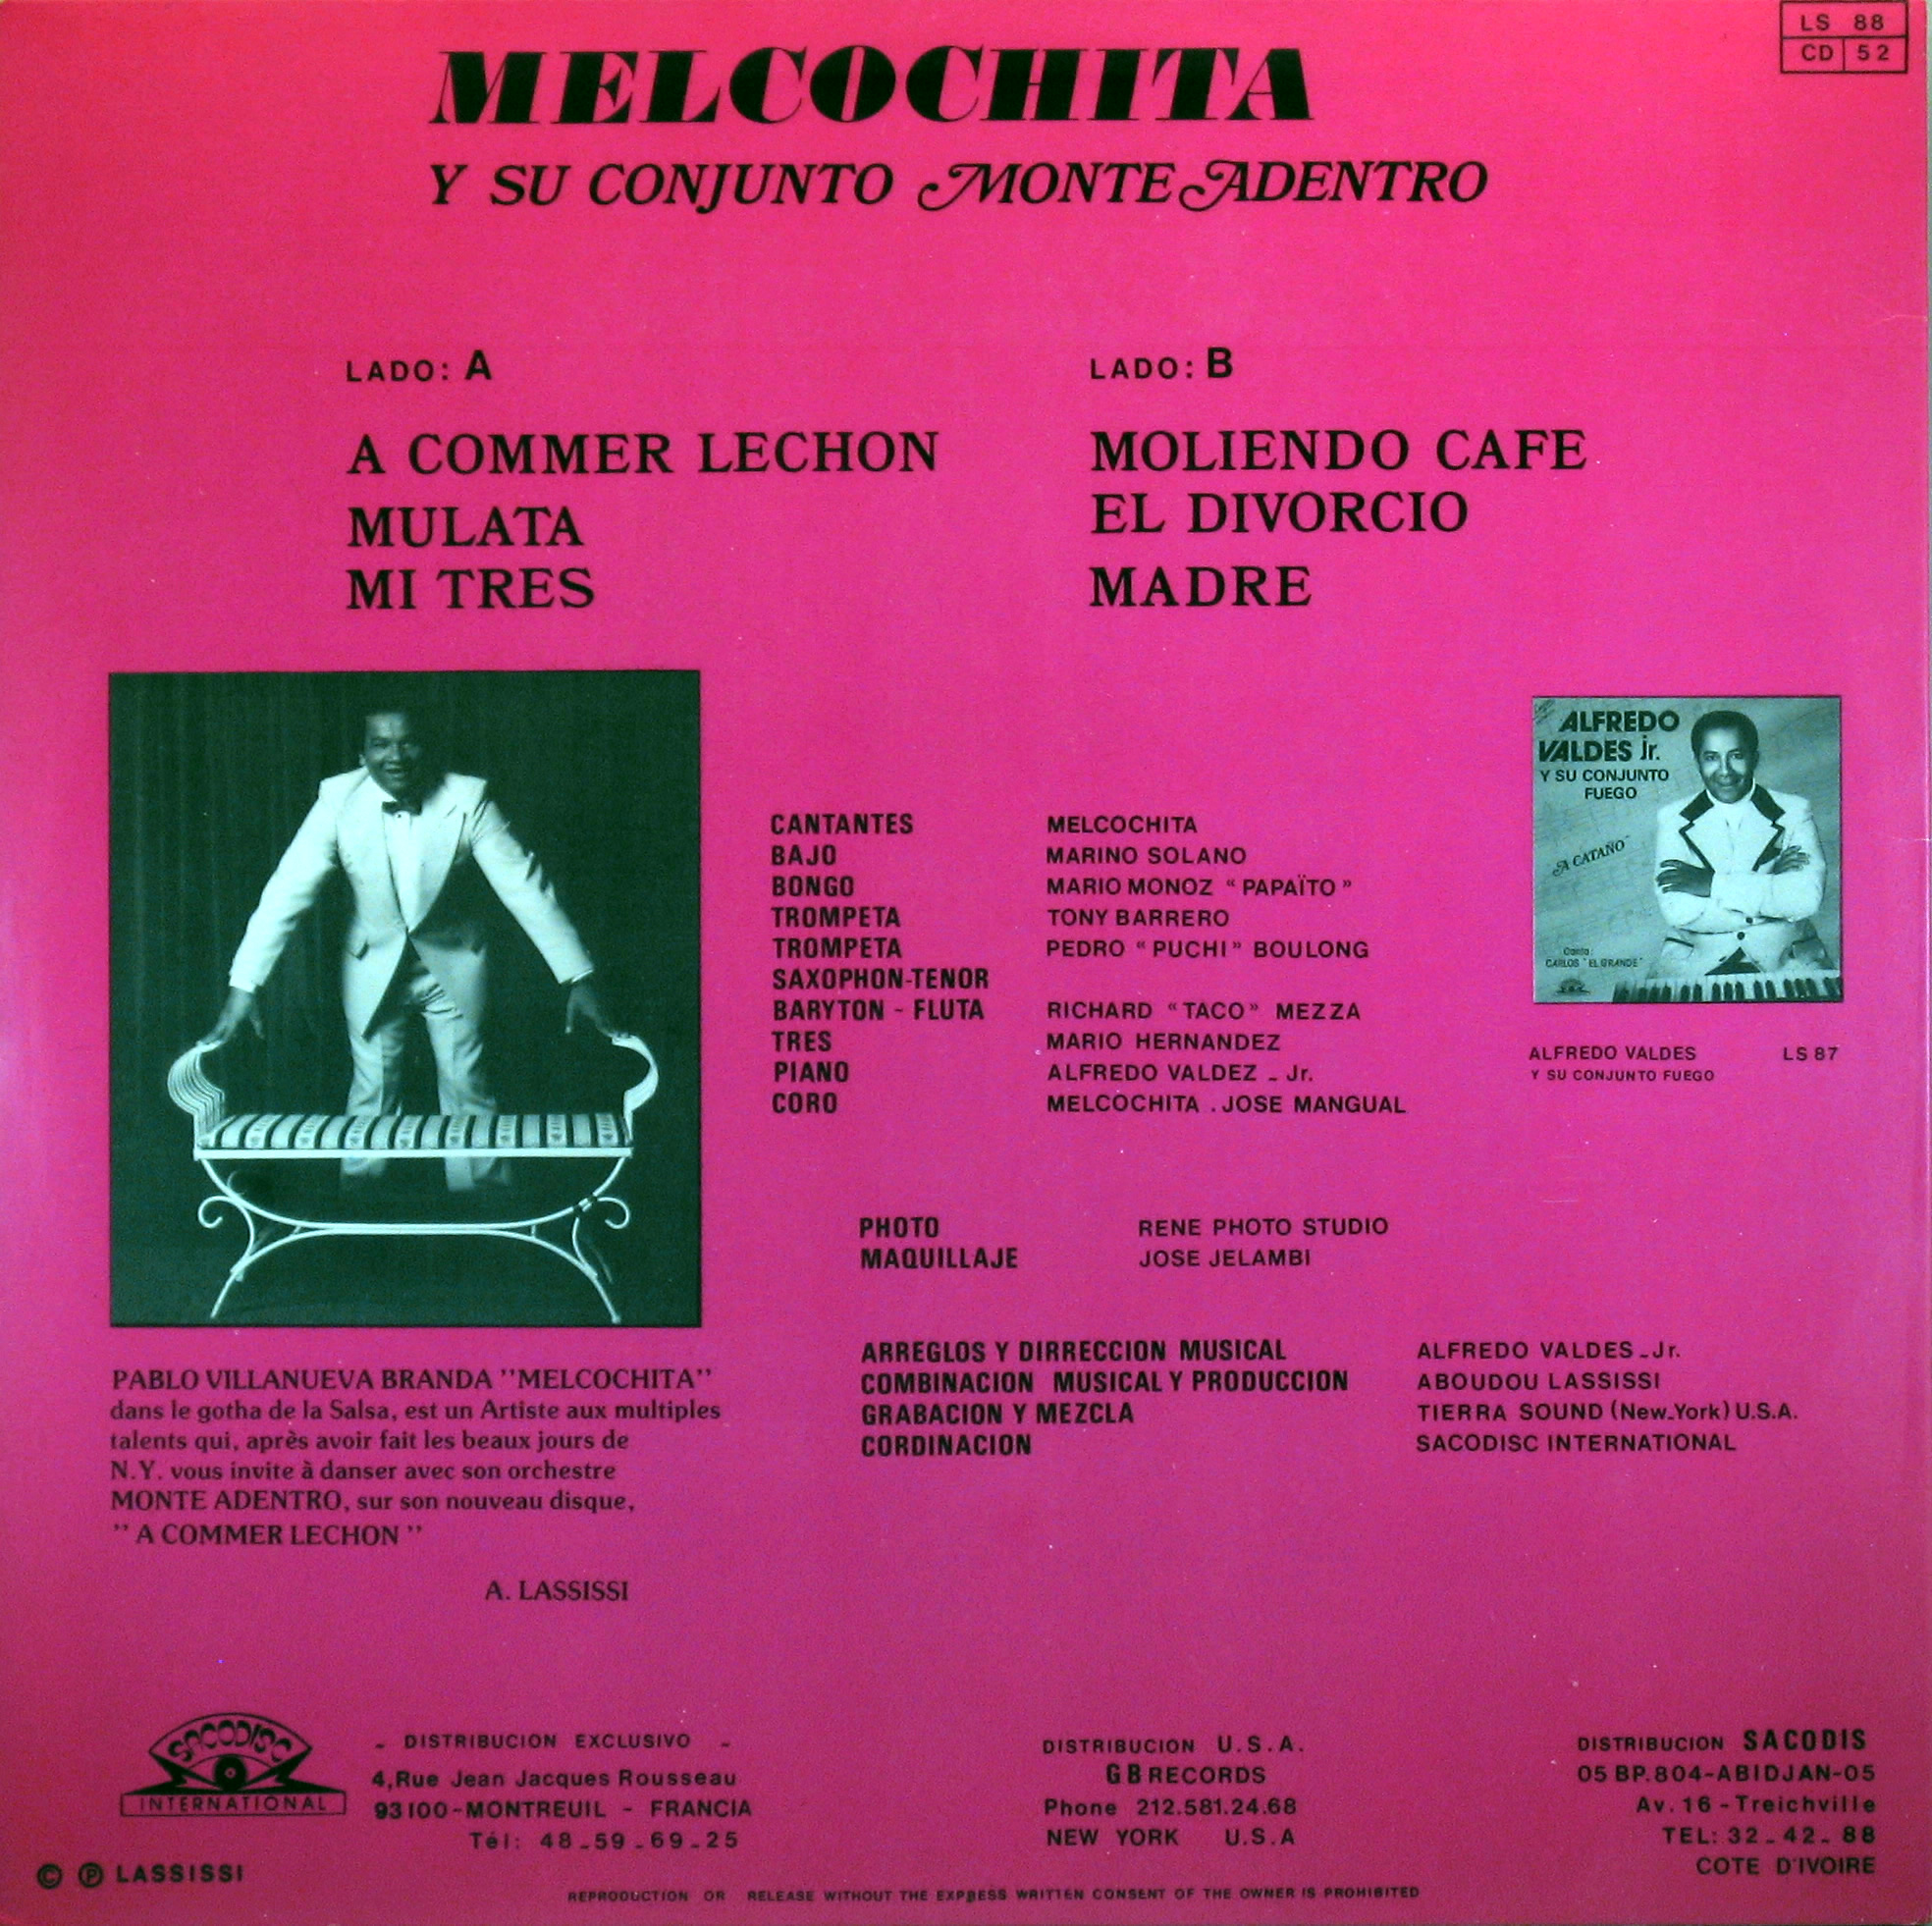 LS 88
CD 52
MELCOCHITA
Y SU CONJUNTO MONTE ADENTRO
LADO: A
A COMMER LECHON
MULATA
MI TRES
LADO: B
MOLIENDO CAFE
EL DIVORCIO
MADRE
CANTANTES MELCOCHITA
BAJO MARINO SOLANO
BONGO MARIO MONOZ “ PAPAÏTO ”
TROMPETA TONY BARRERO
TROMPETA PEDRO “ PUCHI ” BOULONG
SAXOPHON-TENOR
BARYTON - FLUTA RICHARD “TACO” MEZZA
TRES MARIO HERNANDEZ
PIANO ALFREDO VALDEZ - Jr.
CORO MELCOCHITA . JOSE MANGUAL
ALFREDO
VALDES Jr.
Y SU CONJUNTO
FUEGO
"A CATAÑO"
Canta:
CARLOS "EL GRANDE"
ALFREDO VALDES LS 87
Y SU CONJUNTO FUEGO
PHOTO RENE PHOTO STUDIO
MAQUILLAJE JOSE JELAMBI
ARREGLOS Y DIRRECCION MUSICAL ALFREDO VALDES - Jr.
COMBINACION MUSICAL Y PRODUCCION ABOUDOU LASSISSI
GRABACION Y MEZCLA TIERRA SOUND (New-York) U.S.A.
CORDINACION SACODISC INTERNATIONAL
PABLO VILLANUEVA BRANDA ''MELCOCHITA''
dans le gotha de la Salsa, est un Artiste aux multiples
talents qui, après avoir fait les beaux jours de
N.Y. vous invite à danser avec son orchestre
MONTE ADENTRO, sur son nouveau disque,
'' A COMMER LECHON ''
A. LASSISSI
SACODISC
INTERNATIONAL
- DISTRIBUCION EXCLUSIVO -
4,Rue Jean Jacques Rousseau
93100-MONTREUIL - FRANCIA
Tél: 48-59-69-25
DISTRIBUCION U.S.A.
GB RECORDS
Phone 212.581.24.68
NEW YORK U.S.A
DISTRIBUCION SACODIS
05 BP.804-ABIDJAN-05
Av. 16 - Treichville
TEL: 32-42-88
COTE D'IVOIRE
© ℗ LASSISSI
REPRODUCTION OR RELEASE WITHOUT THE EXPRESS WRITTEN CONSENT OF THE OWNER IS PROHIBITED